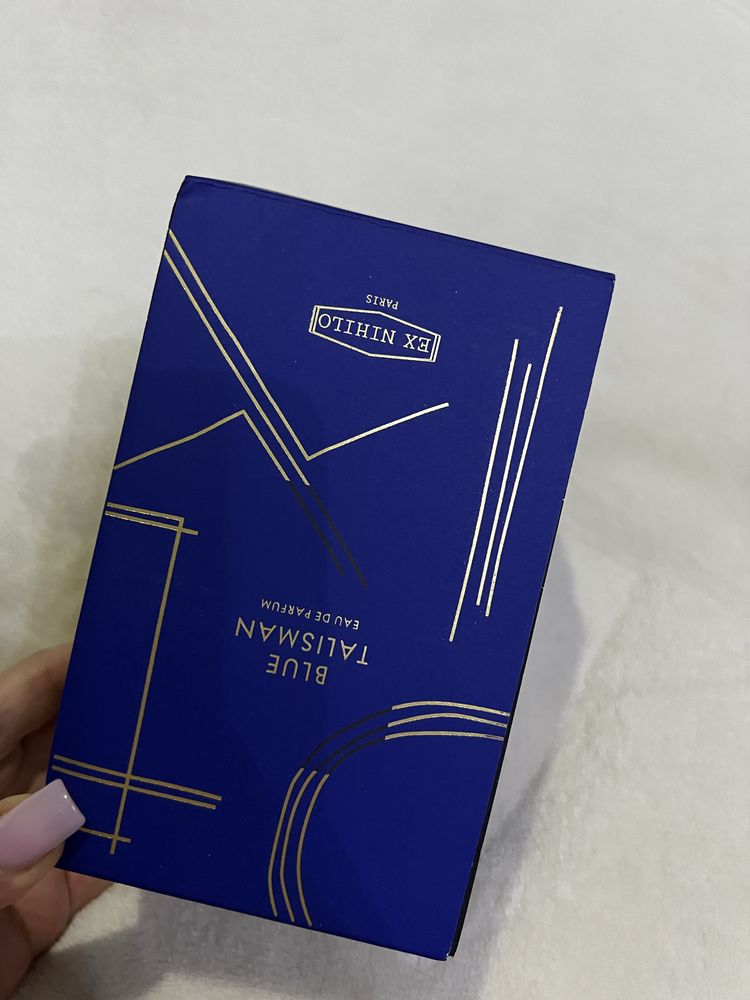 BLUE
TALISMAN
EAU DE PARFUM
EX NIHILO
PARIS